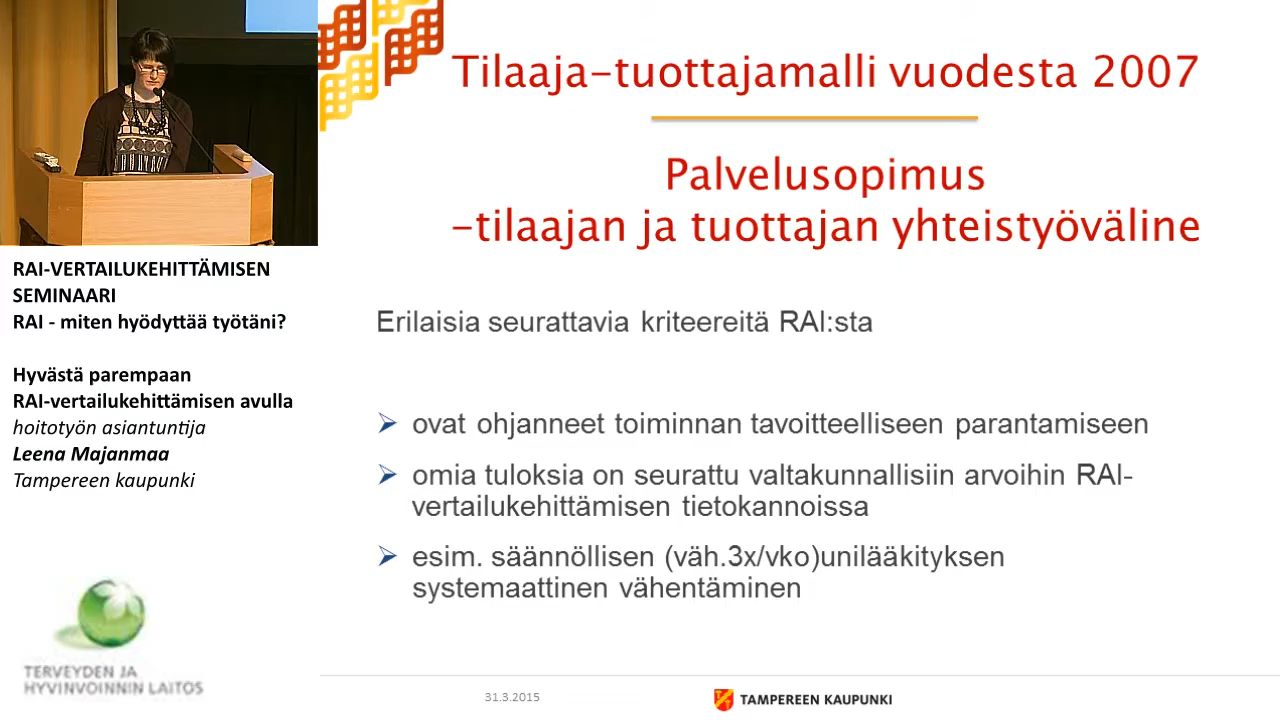 Tilaaja-tuottajamalli vuodesta 2007
Palvelusopimus
-tilaajan ja tuottajan yhteistyöväline
Erilaisia seurattavia kriteereitä RAI:sta
ovat ohjanneet toiminnan tavoitteelliseen parantamiseen
omia tuloksia on seurattu valtakunnallisiin arvoihin RAI-
vertailukehittämisen tietokannoissa
esim. säännöllisen (väh.3x/vko)unilääkityksen
systemaattinen vähentäminen
RAI-VERTAILUKEHITTÄMISEN
SEMINAARI
RAI - miten hyödyttää työtäni?
Hyvästä parempaan
RAI-vertailukehittämisen avulla
hoitotyön asiantuntija
Leena Majanmaa
Tampereen kaupunki
TERVEYDEN JA
HYVINVOINNIN LAITOS
31.3.2015
TAMPEREEN KAUPUNKI